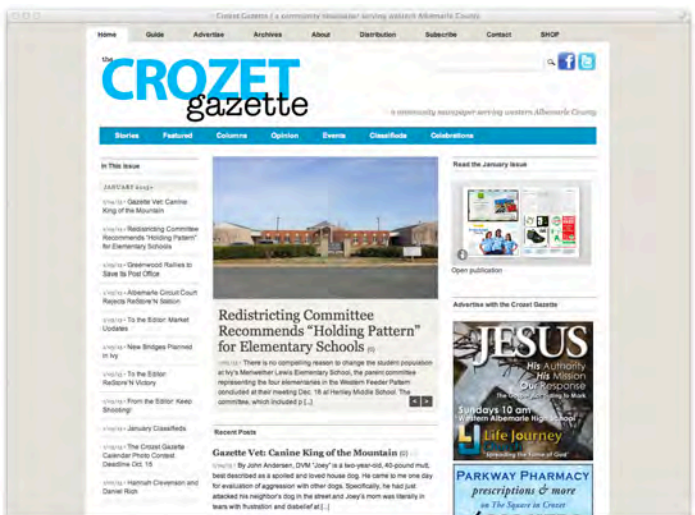 Crozet Gazette / a community newspaper serving western Albemarle County
Home Guide Advertise Archives About Distribution Subscribe Contact SHOP
the
CROZET
gazette
a community newspaper serving western Albemarle County
Stories Featured Columns Opinion Events Classifieds Celebrations
In This Issue
JANUARY
Gazette Vet: Canine
King of the Mountain
Redistricting Committee
Recommends "Holding Pattern"
for Elementary Schools
Greenwood Rallies to
Save Its Post Office
Albemarle Circuit Court
Rejects ReStore'N Station
To the Editor: Market
Updates
New Bridges Planned
in Ivy
To the Editor:
ReStore'N Victory
From the Editor: Keep
Shooting!
January Classifieds
The Crozet Gazette
Calendar Photo Contest
Deadline Oct. 15
Hannah Clevenson and
Daniel Rich
Redistricting Committee
Recommends “Holding Pattern”
for Elementary Schools
There is no compelling reason to change the student population
at Ivy's Meriwether Lewis Elementary School, the parent committee
representing the four elementaries in the Western Feeder Pattern
concluded at their meeting Dec. 16 at Henley Middle School. The
committee, which included p [...]
Recent Posts
Gazette Vet: Canine King of the Mountain
By John Andersen, DVM "Joey" is a two-year-old, 40-pound mutt,
best described as a spoiled and loved house dog. He came to me one day
for evaluation of aggression with other dogs. Specifically, he had just
attacked his neighbor's dog in the street and Joey's mom was literally in
tears with frustration and disbelief at [...]
Read the January Issue
Open publication
Advertise with the Crozet Gazette
JESUS
His Authority
His Mission
Our Response
Sundays 10 am
Western Albemarle High School
Life Journey
Spreading the Fame of God
PARKWAY PHARMACY
prescriptions & more
on The Square in Crozet